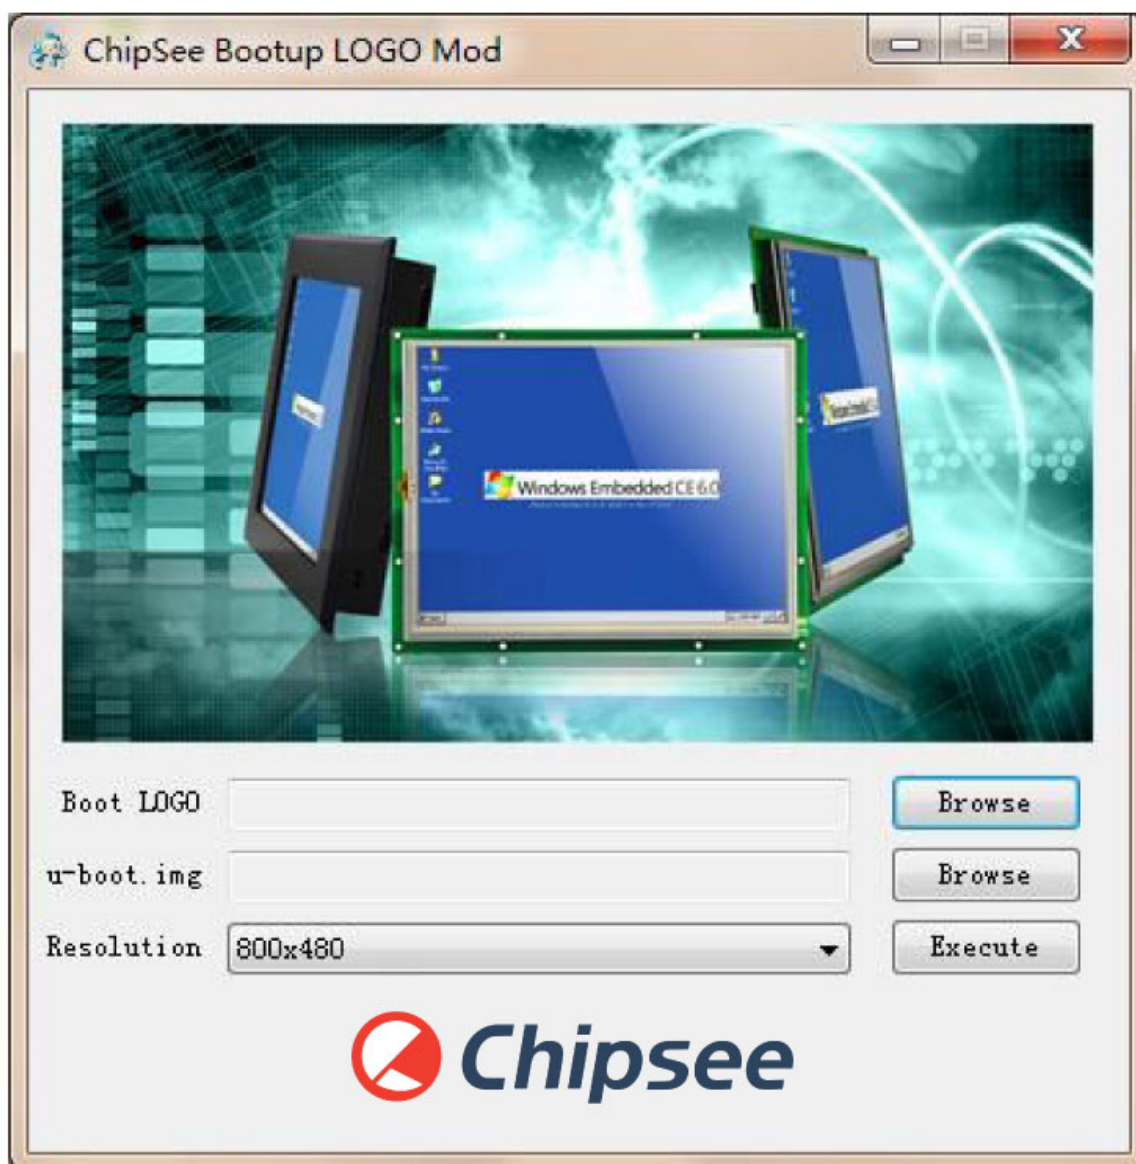 ChipSee Bootup LOGO Mod
Windows Embedded CE 6.0
Boot LOGO
Browse
u-boot.img
Browse
Resolution
800x480
Execute
Chipsee